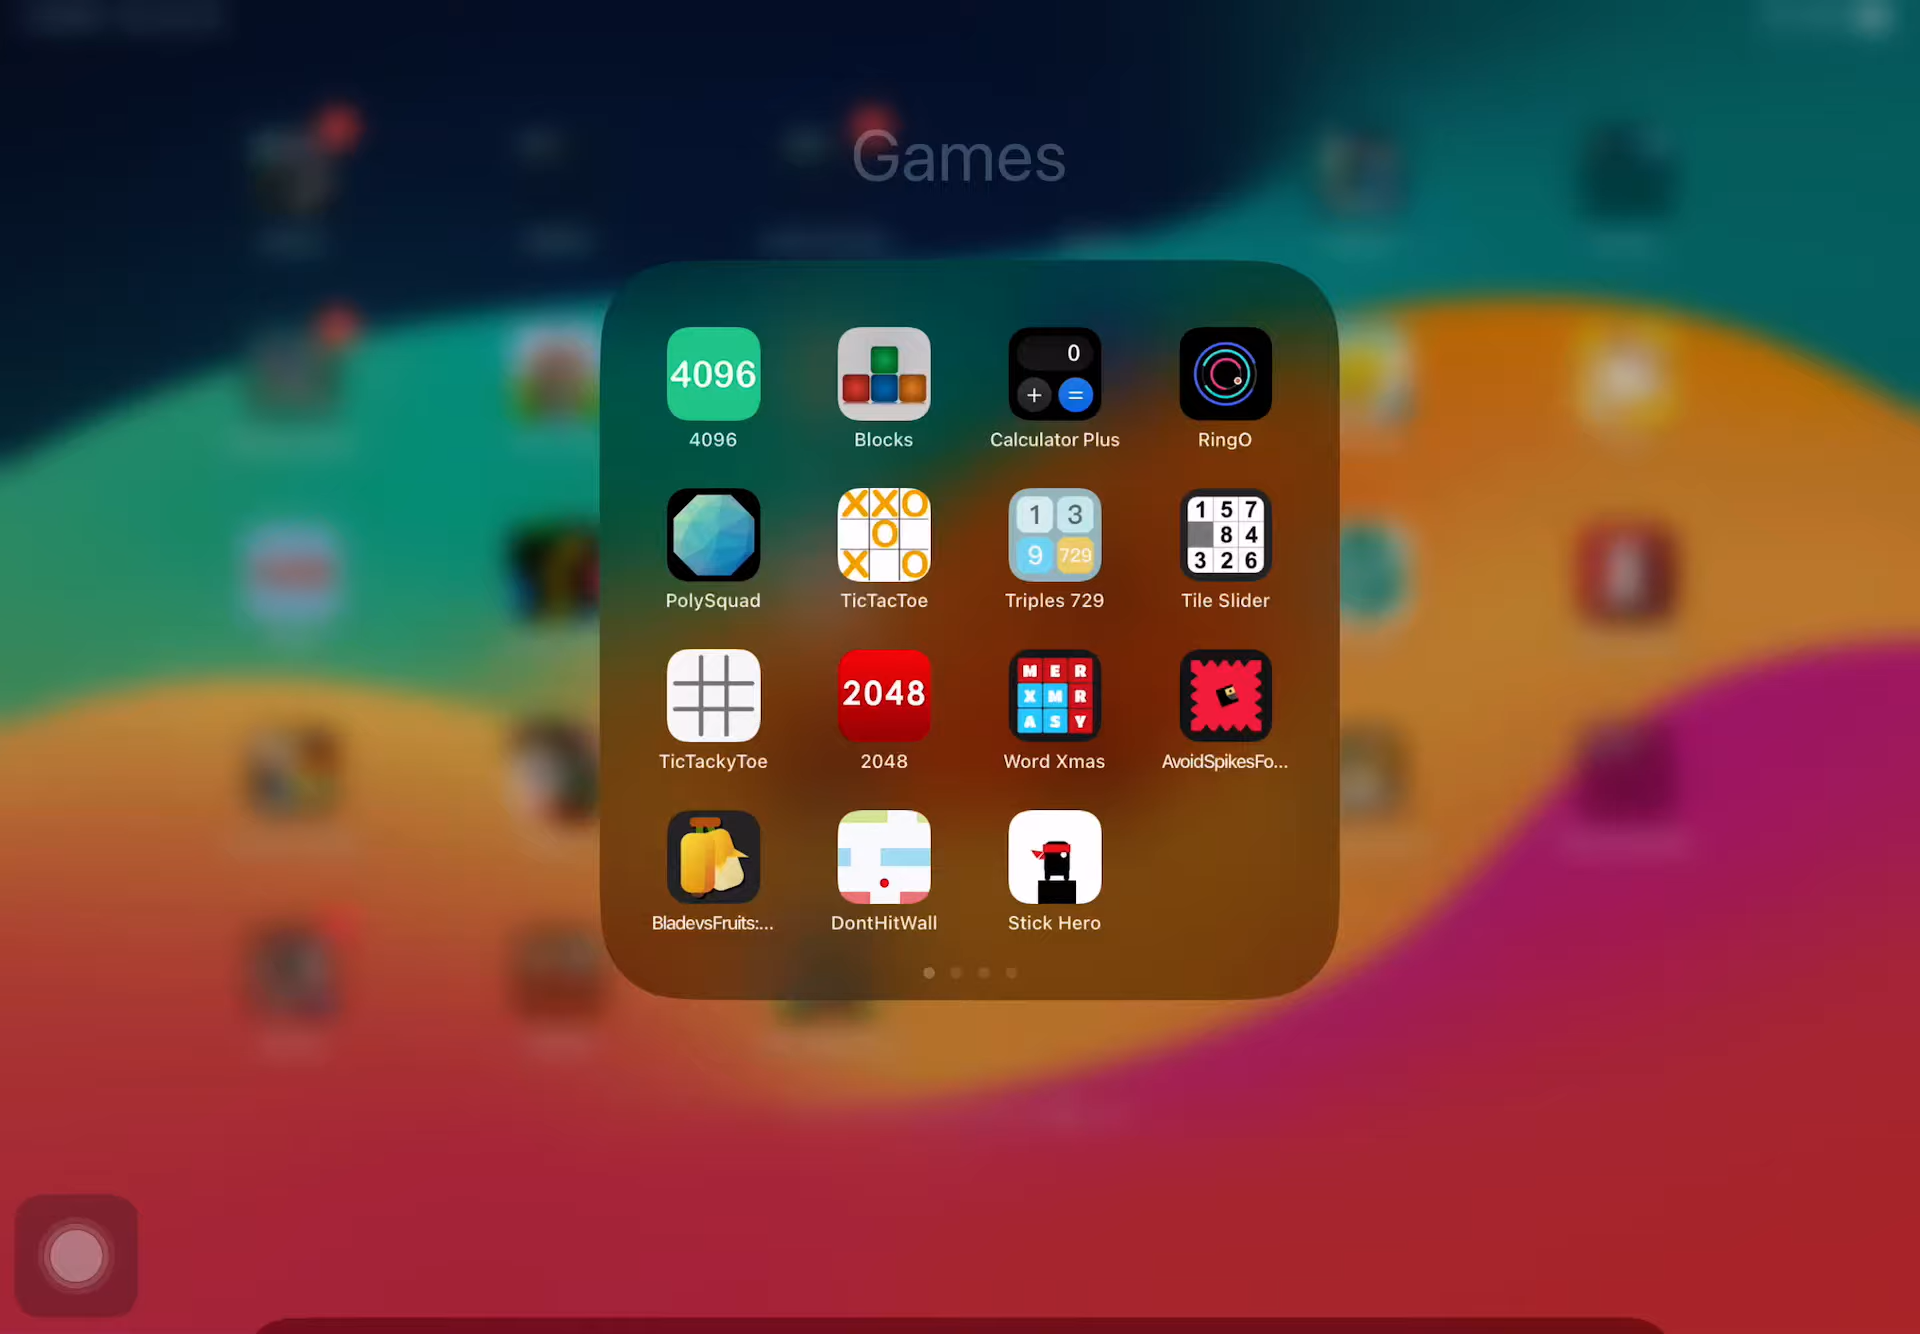 Games
4096
0
+ =
4096
Blocks
Calculator Plus
RingO
X X O
O
X O
1 3
9 729
1 5 7
8 4
3 2 6
PolySquad
TicTacToe
Triples 729
Tile Slider
2048
M E R
X M R
A S Y
TicTackyToe
2048
Word Xmas
AvoidSpikesFo...
BladevsFruits:...
DontHitWall
Stick Hero